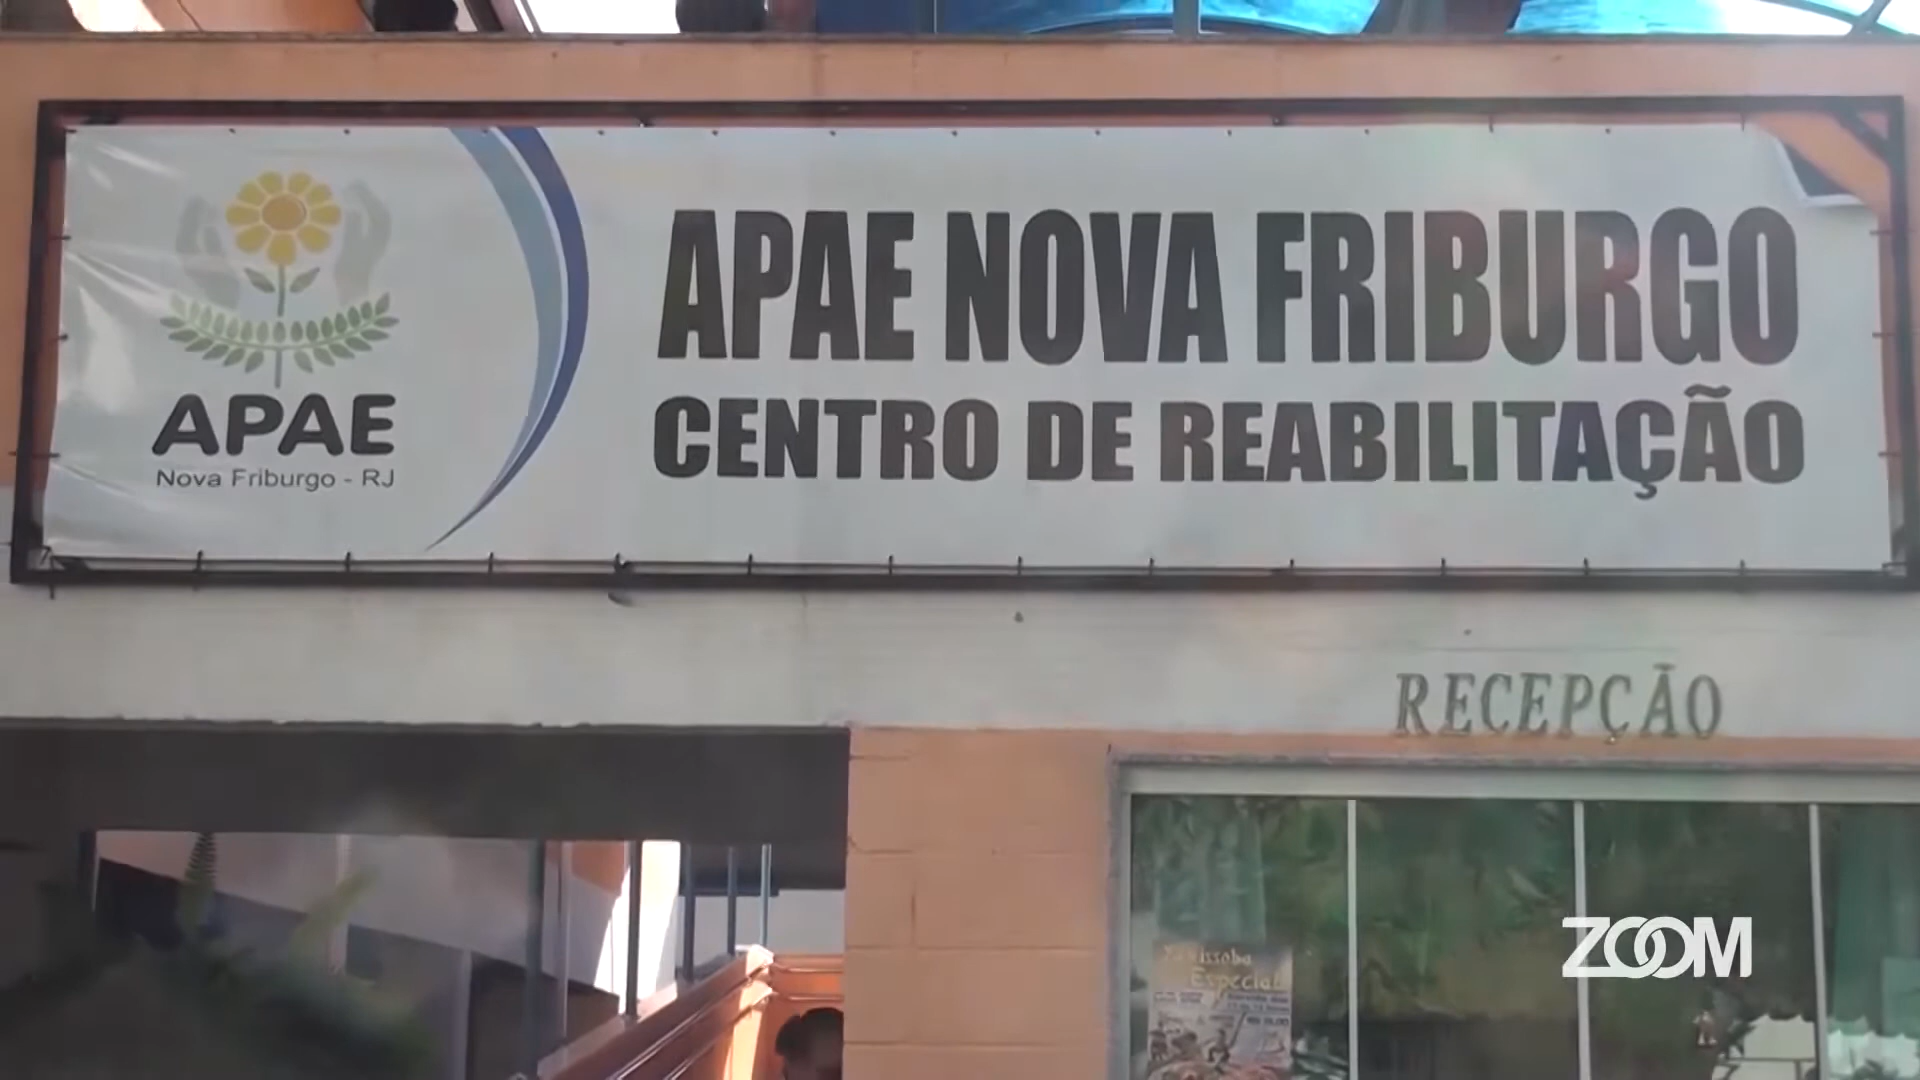 APAE NOVA FRIBURGO
CENTRO DE REABILITAÇÃO
APAE
Nova Friburgo - RJ
RECEPÇÃO
ZOOM
Especial